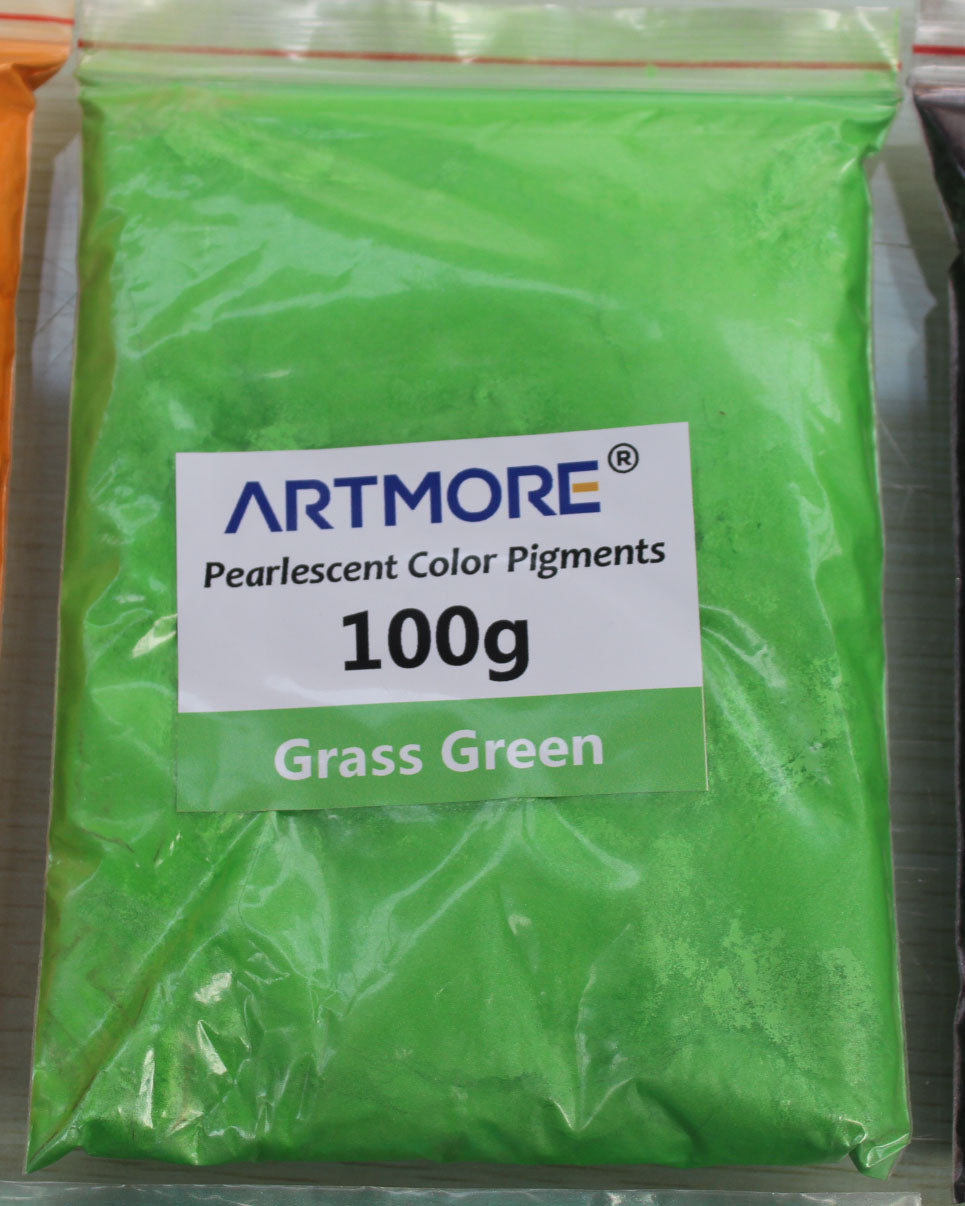 ARTMORE®
Pearlescent Color Pigments
100g
Grass Green